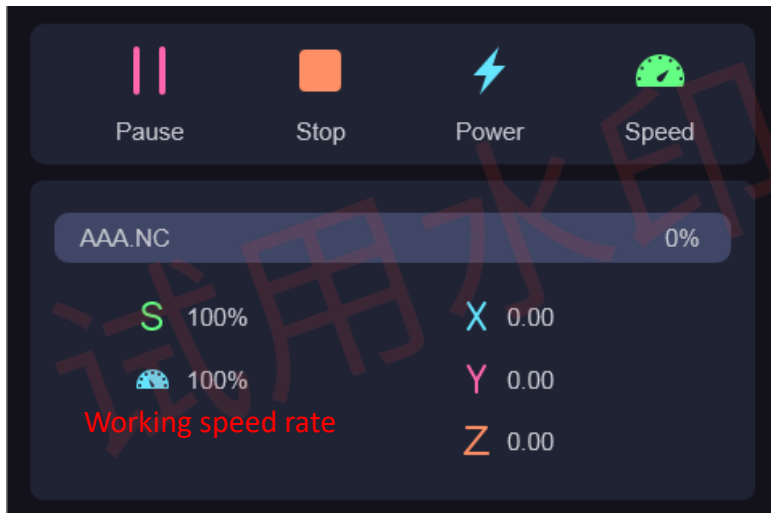 Pause Stop Power Speed
AAA.NC 0%
S 100% X 0.00
100% Y 0.00
Working speed rate
Z 0.00
试用水印